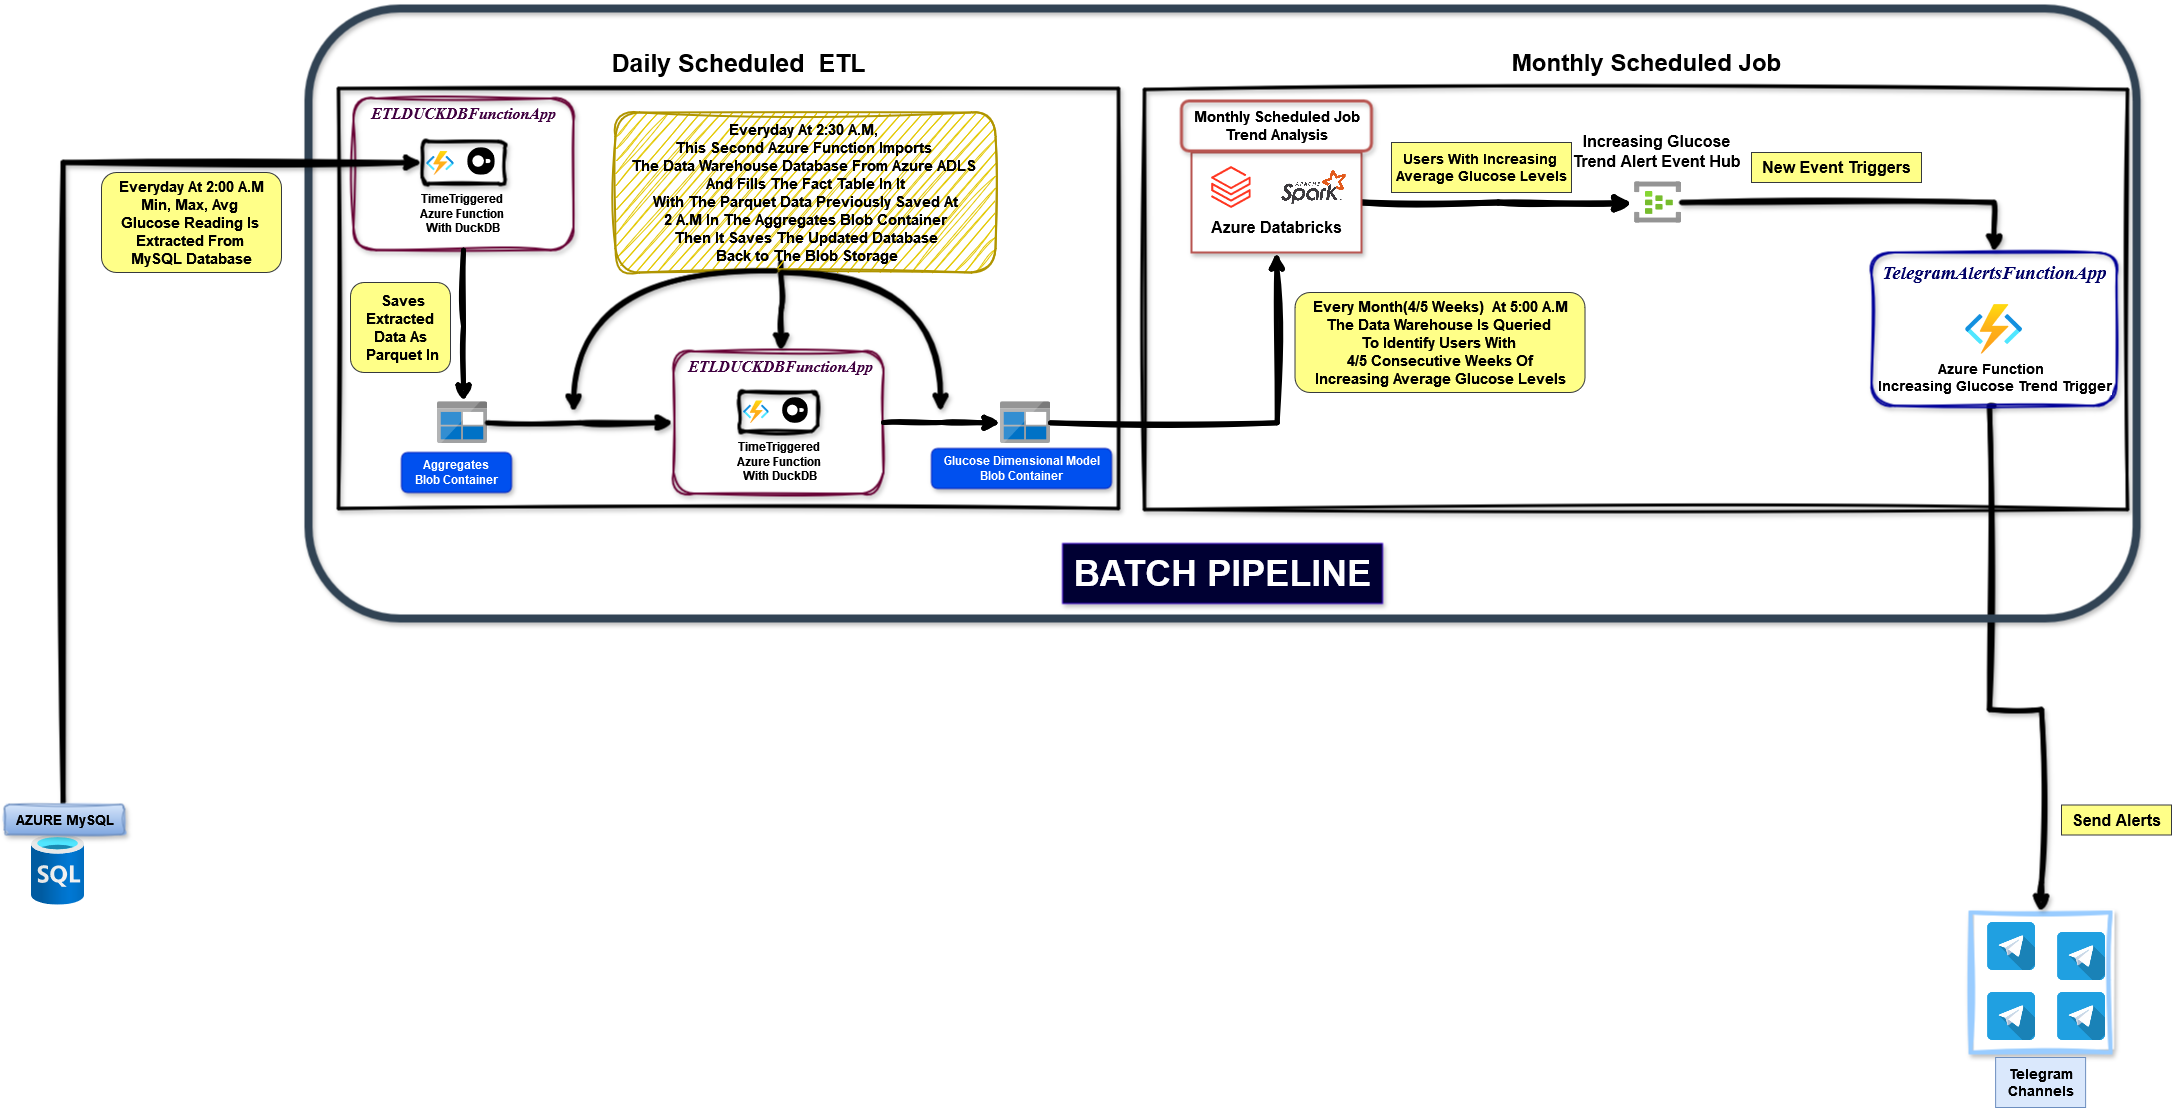 Daily Scheduled  ETL
Monthly Scheduled Job
ETLDUCKDBFunctionApp
TimeTriggered
Azure Function
With DuckDB
Everyday At 2:00 A.M
Min, Max, Avg
Glucose Reading Is
Extracted From
MySQL Database
Everyday At 2:30 A.M,
This Second Azure Function Imports
The Data Warehouse Database From Azure ADLS
And Fills The Fact Table In It
With The Parquet Data Previously Saved At
2 A.M In The Aggregates Blob Container
Then It Saves The Updated Database
Back to The Blob Storage
Saves
Extracted
Data As
Parquet In
Aggregates
Blob Container
ETLDUCKDBFunctionApp
TimeTriggered
Azure Function
With DuckDB
Glucose Dimensional Model
Blob Container
Monthly Scheduled Job
Trend Analysis
APACHE
Spark
Azure Databricks
Users With Increasing
Average Glucose Levels
Increasing Glucose
Trend Alert Event Hub
New Event Triggers
Every Month(4/5 Weeks)  At 5:00 A.M
The Data Warehouse Is Queried
To Identify Users With
4/5 Consecutive Weeks Of
Increasing Average Glucose Levels
TelegramAlertsFunctionApp
Azure Function
Increasing Glucose Trend Trigger
BATCH PIPELINE
AZURE MySQL
SQL
Send Alerts
Telegram
Channels